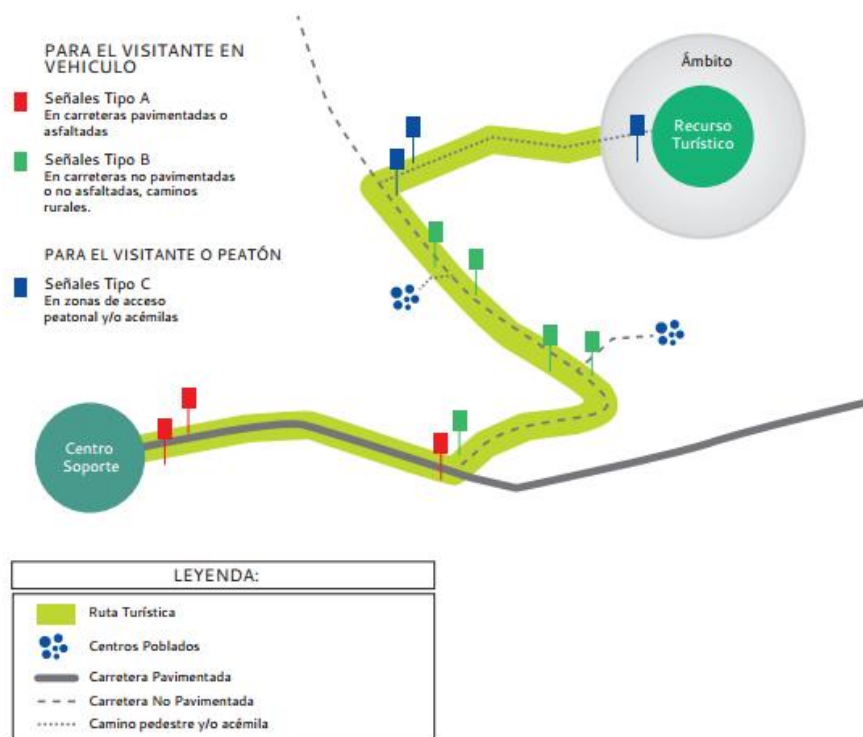 PARA EL VISITANTE EN
VEHICULO
Señales Tipo A
En carreteras pavimentadas o
asfaltadas
Señales Tipo B
En carreteras no pavimentadas
o no asfaltadas, caminos
rurales.
PARA EL VISITANTE O PEATÓN
Señales Tipo C
En zonas de acceso
peatonal y/o acémilas
Ámbito
Recurso
Turístico
Centro
Soporte
LEYENDA:
Ruta Turística
Centros Poblados
Carretera Pavimentada
Carretera No Pavimentada
Camino pedestre y/o acémila